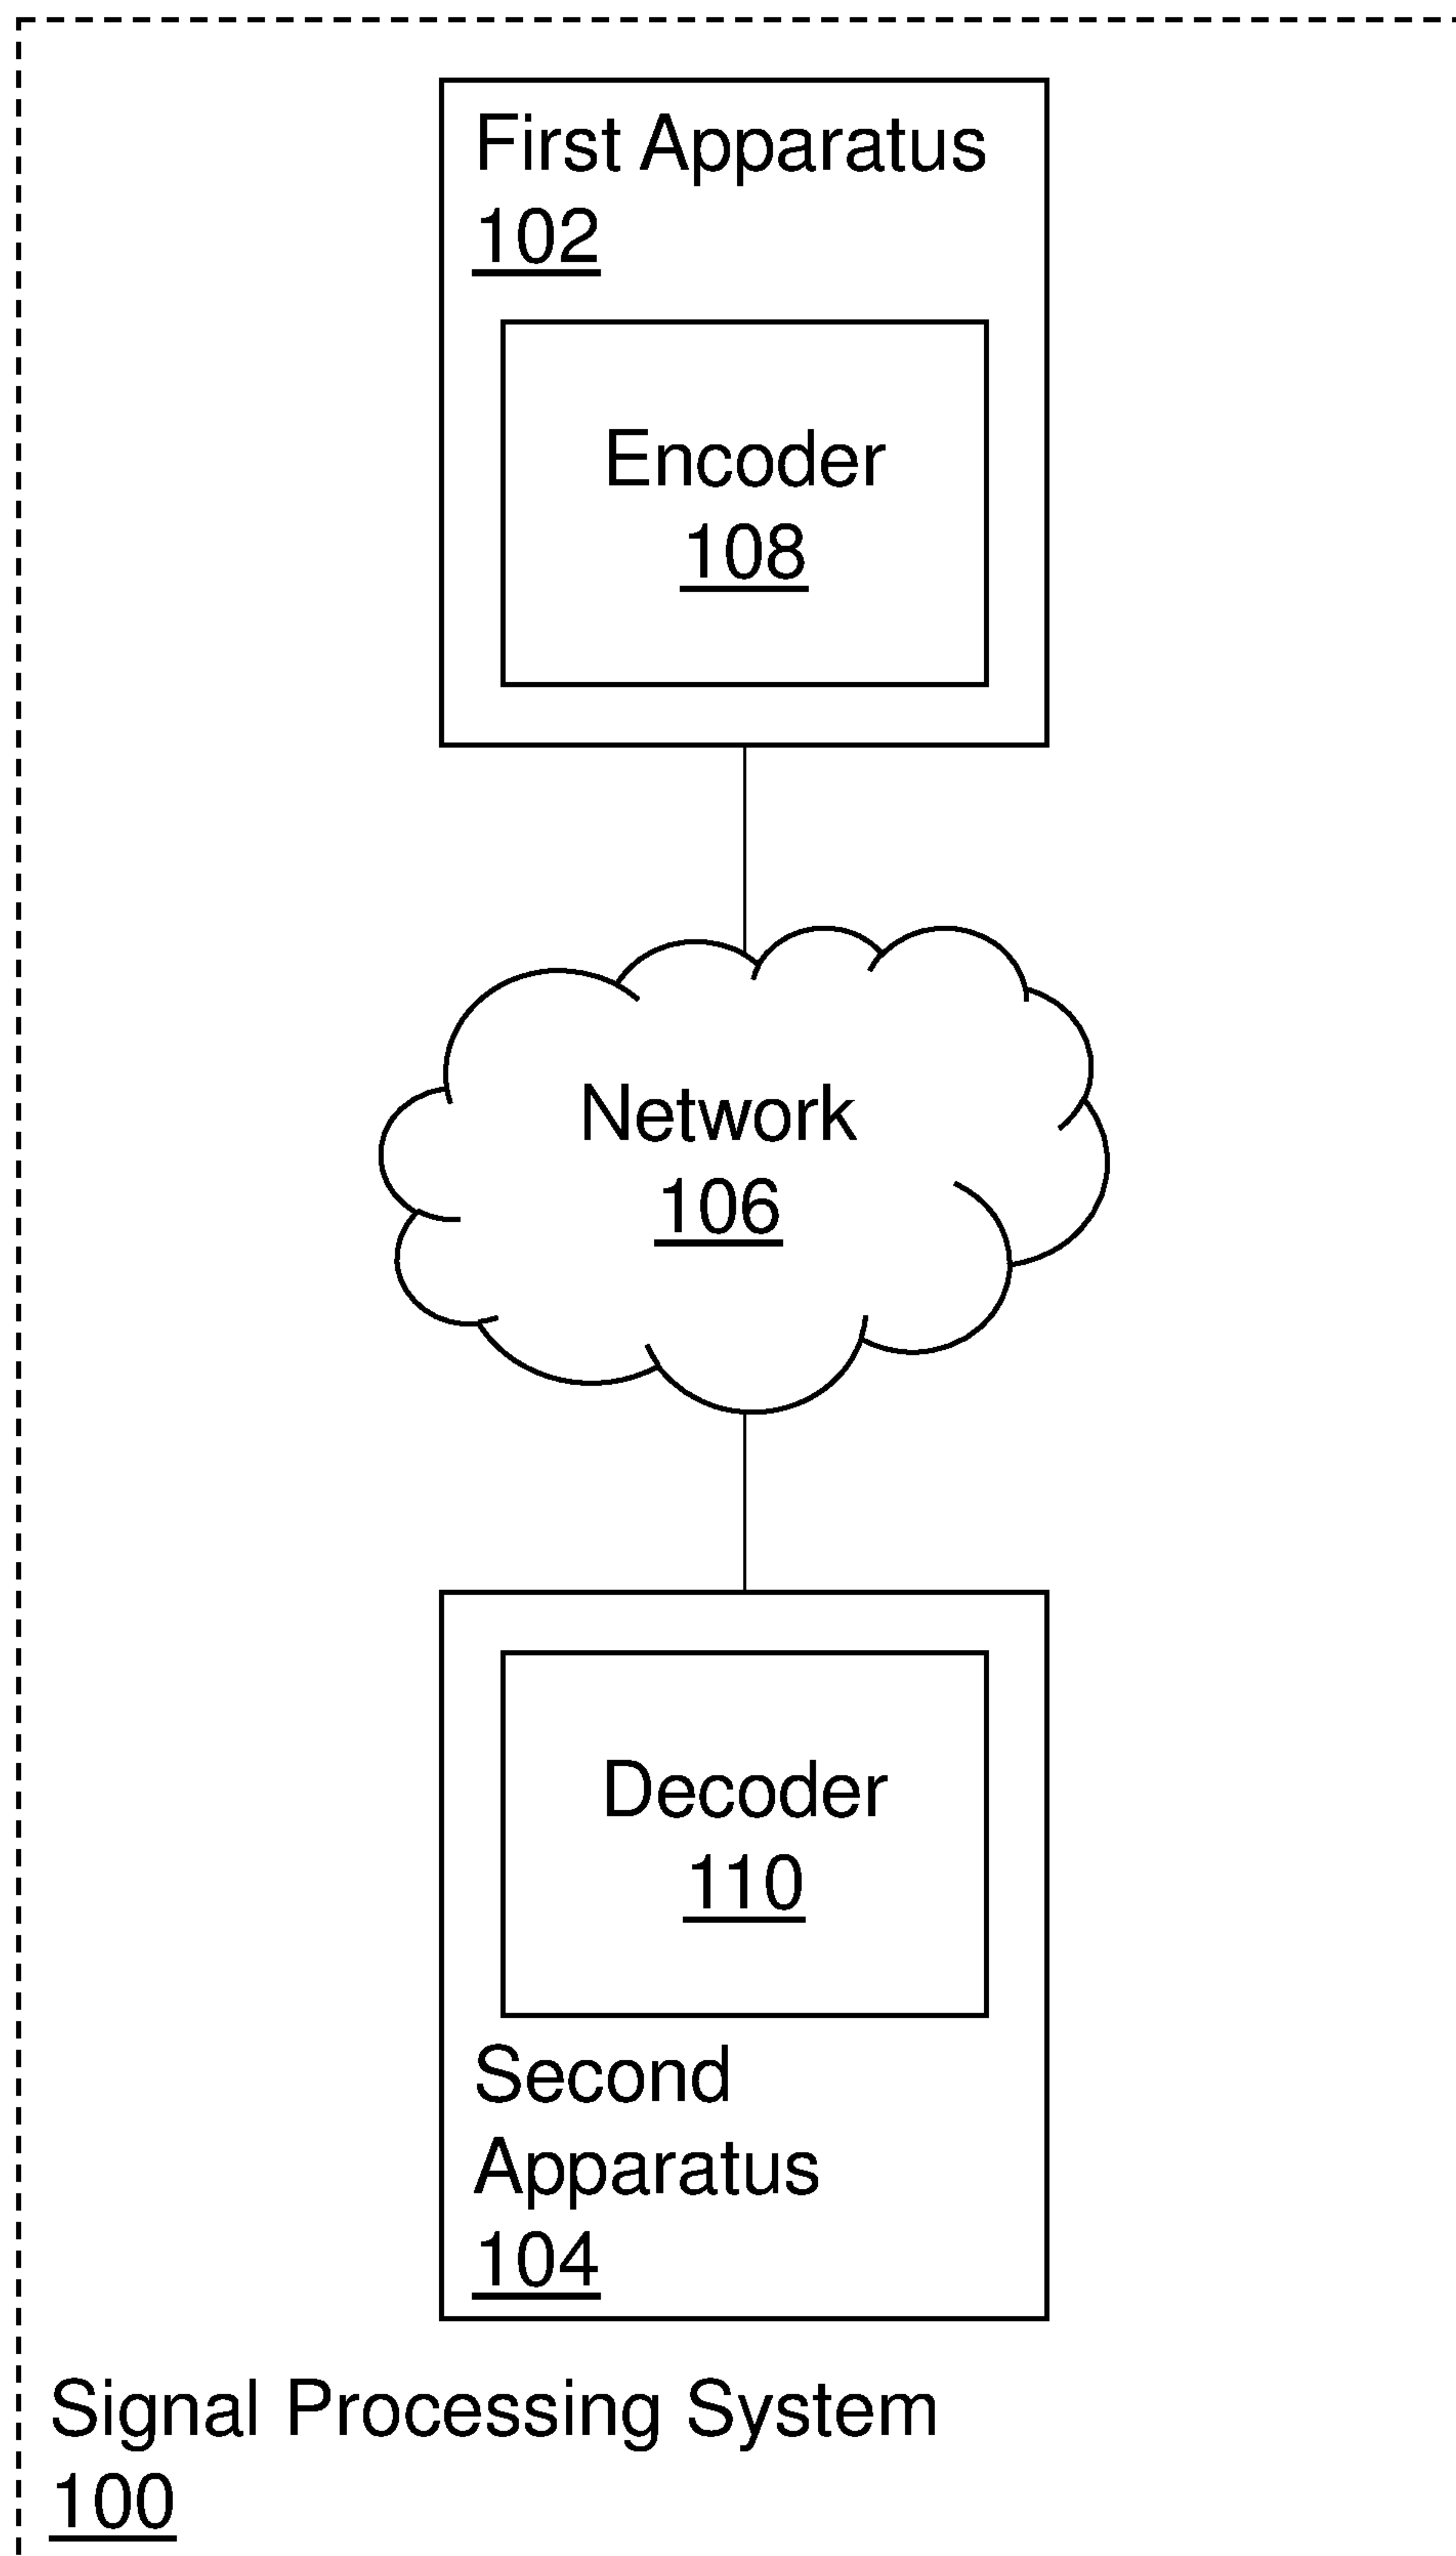 First Apparatus
102
Encoder
108
Network
106
Decoder
110
Second
Apparatus
104
Signal Processing System
100